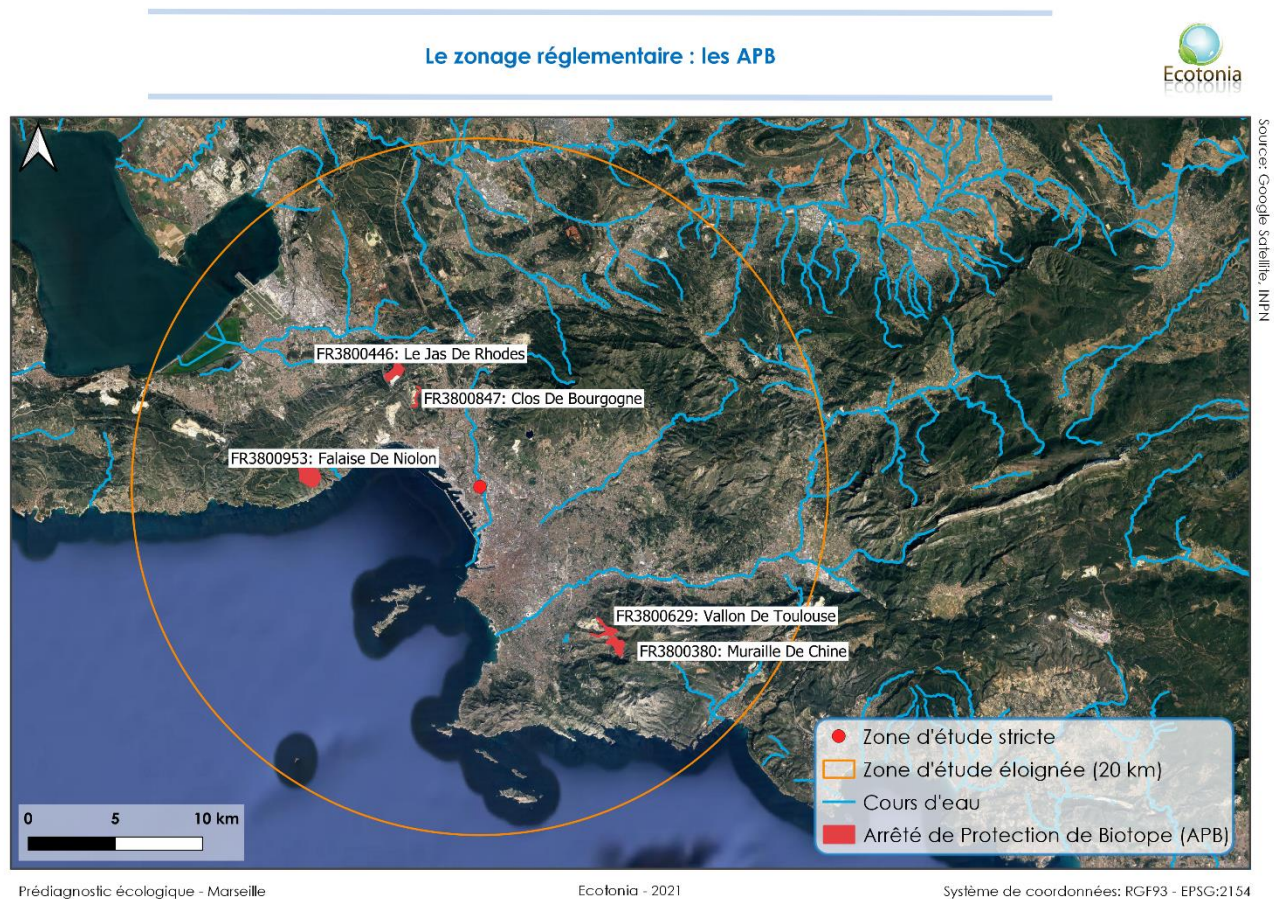 Le zonage réglementaire : les APB
Ecotonia
Source: Google Satellite, INPN
FR3800446: Le Jas De Rhodes
FR3800847: Clos De Bourgogne
FR3800953: Falaise De Niolon
FR3800629: Vallon De Toulouse
FR3800380: Muraille De Chine
Zone d'étude stricte
Zone d'étude éloignée (20 km)
Cours d'eau
Arrêté de Protection de Biotope (APB)
0 5 10 km
Prédiagnostic écologique - Marseille
Ecotonia - 2021
Système de coordonnées: RGF93 - EPSG:2154